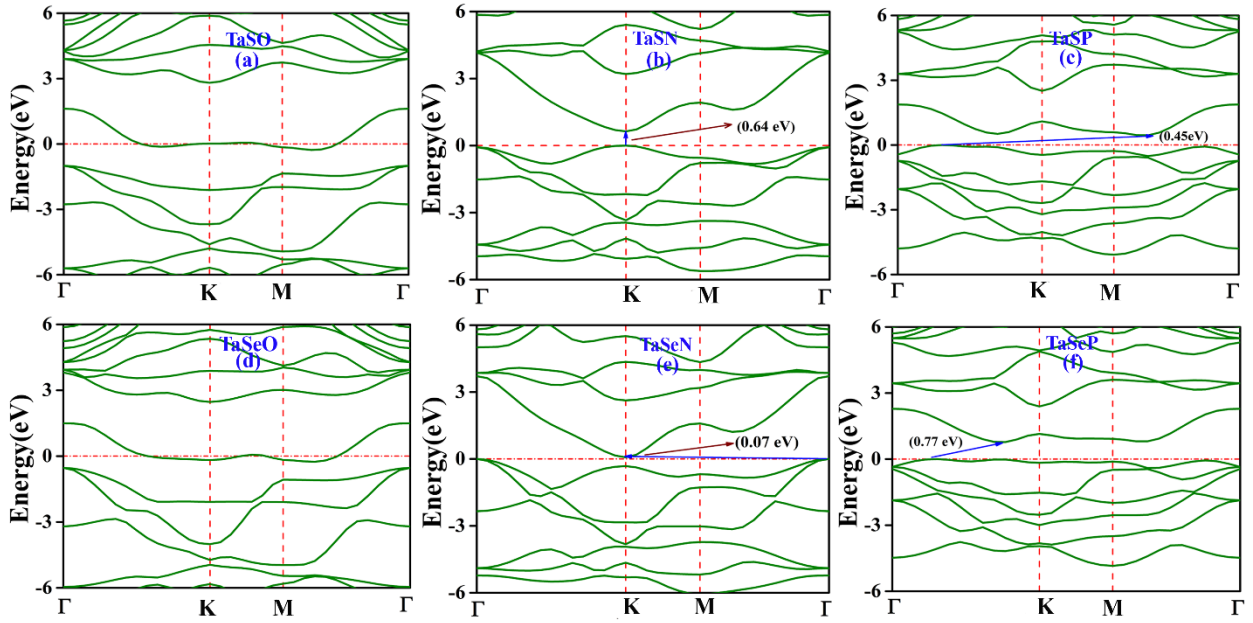 TaSO
(a)
Energy(eV)
6
3
0
-3
-6
Γ
K
M
Γ
TaSN
(b)
(0.64 eV)
Energy(eV)
6
3
0
-3
-6
Γ
K
M
Γ
TaSP
(c)
(0.45eV)
Energy(eV)
6
3
0
-3
-6
Γ
K
M
Γ
TaSeO
(d)
Energy(eV)
6
3
0
-3
-6
Γ
K
M
Γ
TaSeN
(e)
(0.07 eV)
Energy(eV)
6
3
0
-3
-6
Γ
K
M
Γ
TaSeP
(f)
(0.77 eV)
Energy(eV)
6
3
0
-3
-6
Γ
K
M
Γ